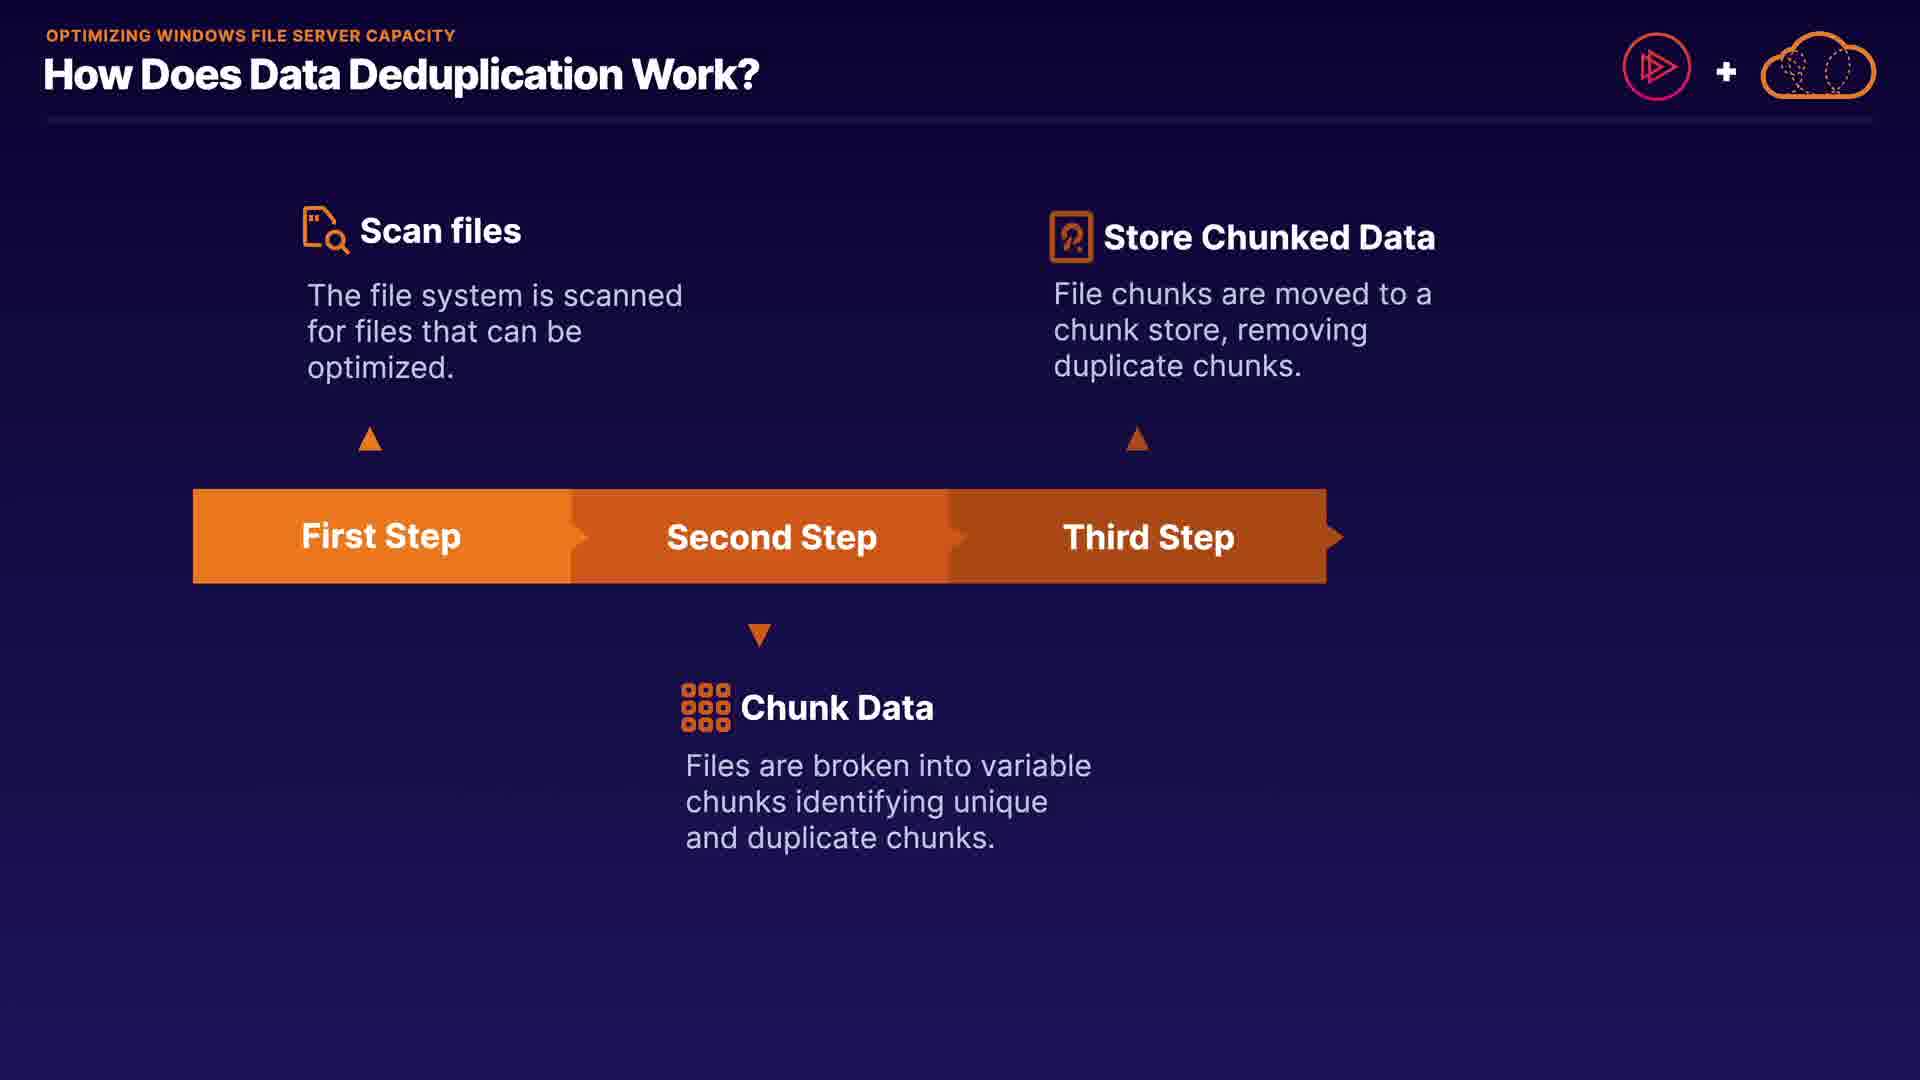 OPTIMIZING WINDOWS FILE SERVER CAPACITY
How Does Data Deduplication Work?
Scan files
The file system is scanned
for files that can be
optimized.
Store Chunked Data
File chunks are moved to a
chunk store, removing
duplicate chunks.
First Step
Second Step
Third Step
Chunk Data
Files are broken into variable
chunks identifying unique
and duplicate chunks.